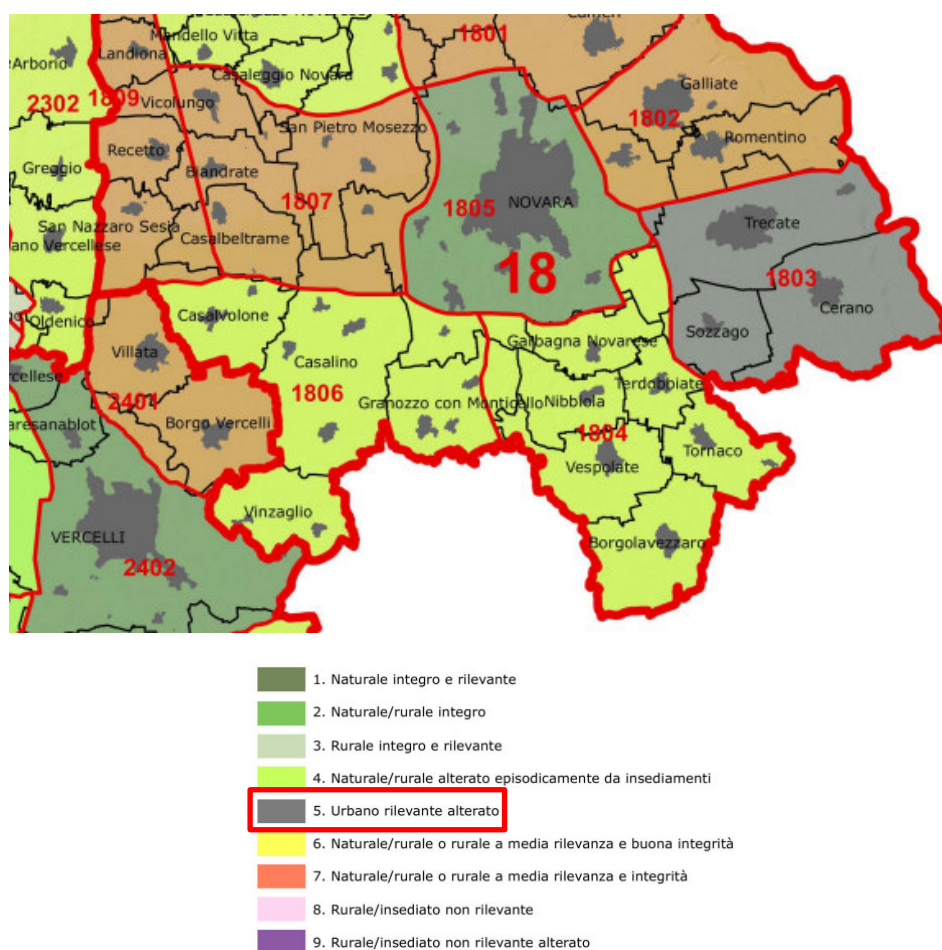 Mandello Vitta
1801
Cameri
Arborio
Landiona
Casaleggio Novara
2302
1809
Vicolungo
Galliate
San Pietro Mosezzo
1802
Romentino
Greggio
Recetto
Biandrate
1807
1805
NOVARA
San Nazzaro Sesia
Casalbeltrame
ano Vercellese
Trecate
18
1803
Cerano
Oldenico
CasalVolone
Villata
Casalino
Garbagna Novarese
Sozzago
rcellese
2401
1806
Terdobbiate
Granozzo con Monticello
Nibbiola
aresanablot
Borgo Vercelli
1804
Tornaco
Vespolate
Vinzaglio
VERCELLI
Borgolavezzaro
2402
1. Naturale integro e rilevante
2. Naturale/rurale integro
3. Rurale integro e rilevante
4. Naturale/rurale alterato episodicamente da insediamenti
5. Urbano rilevante alterato
6. Naturale/rurale o rurale a media rilevanza e buona integrità
7. Naturale/rurale o rurale a media rilevanza e integrità
8. Rurale/insediato non rilevante
9. Rurale/insediato non rilevante alterato